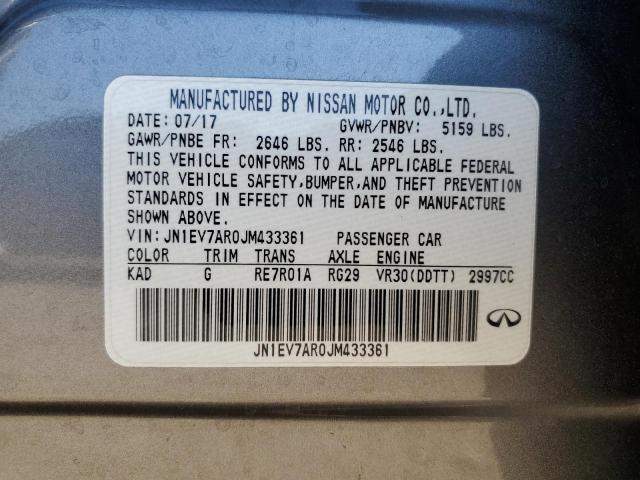 MANUFACTURED BY NISSAN MOTOR CO.,LTD.
DATE: 07/17 GVWR/PNBV: 5159 LBS.
GAWR/PNBE FR: 2646 LBS. RR: 2546 LBS.
THIS VEHICLE CONFORMS TO ALL APPLICABLE FEDERAL
MOTOR VEHICLE SAFETY,BUMPER,AND THEFT PREVENTION
STANDARDS IN EFFECT ON THE DATE OF MANUFACTURE
SHOWN ABOVE.
VIN: JN1EV7AR0JM433361 PASSENGER CAR
COLOR TRIM TRANS AXLE ENGINE
KAD G RE7R01A RG29 VR30(DDTT) 2997CC
JN1EV7AR0JM433361